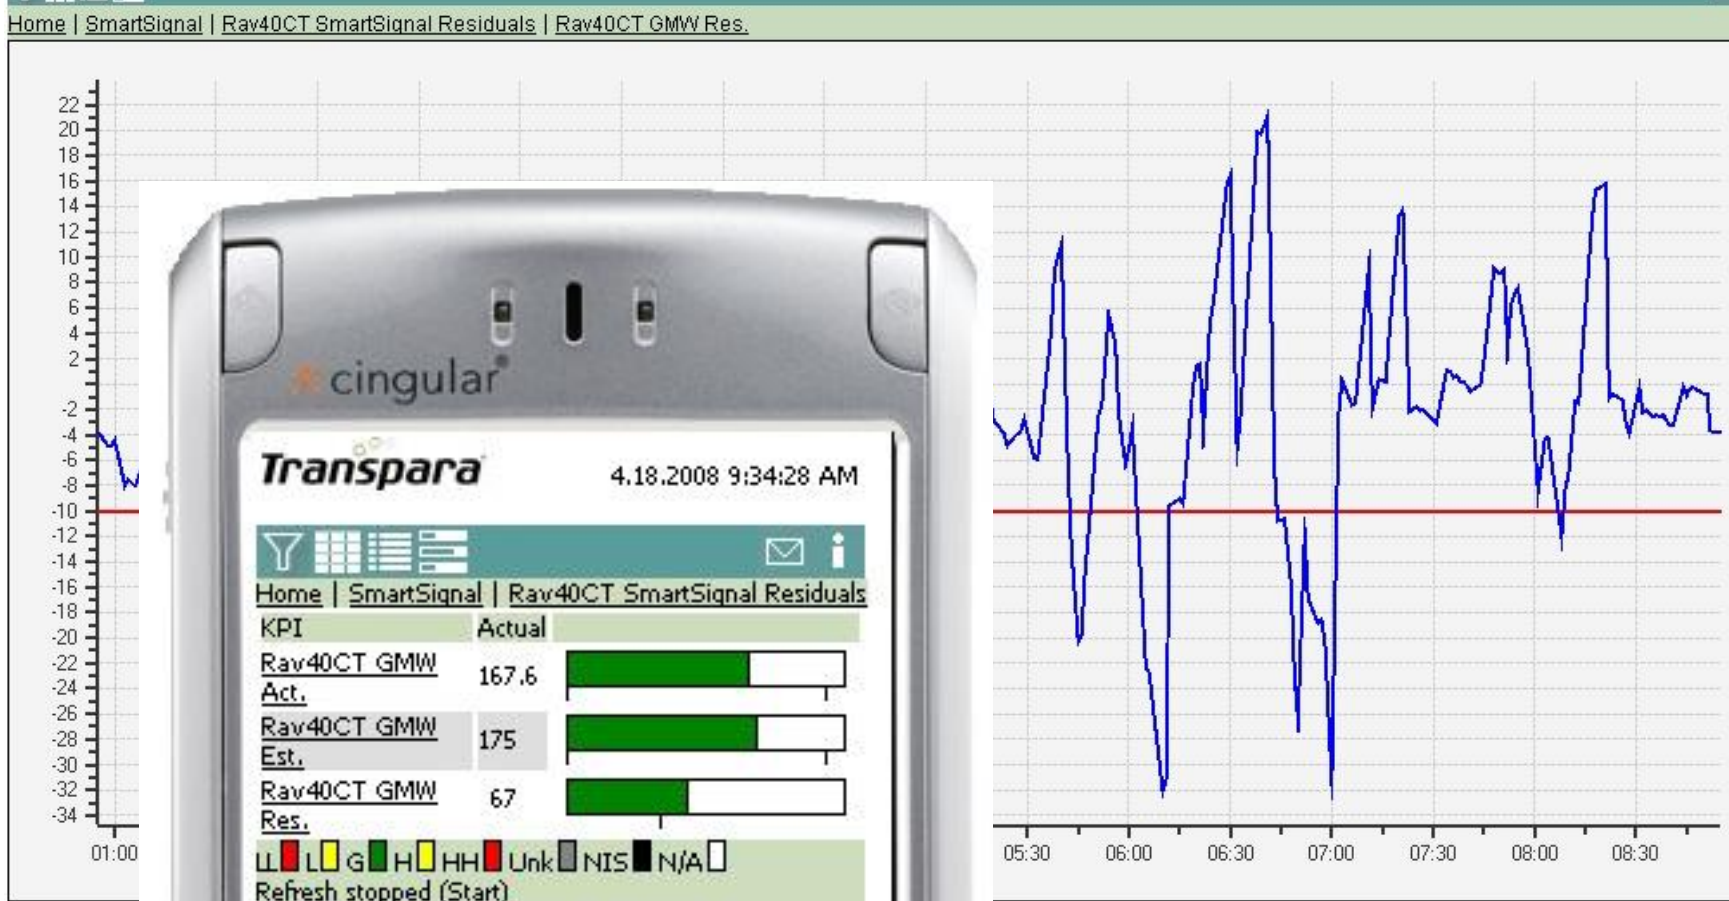 Home | SmartSignal | Rav40CT SmartSignal Residuals | Rav40CT GMW Res.
22
20
18
16
14
12
10
8
6
4
2
-2
-4
-6
-8
-10
-12
-14
-16
-18
-20
-22
-24
-26
-28
-30
-32
-34
01:00
05:30 06:00 06:30 07:00 07:30 08:00 08:30
cingular®
Transpara
4.18.2008 9:34:28 AM
Home | SmartSignal | Rav40CT SmartSignal Residuals
KPI Actual
Rav40CT GMW
Act.
167.6
Rav40CT GMW
Est.
175
Rav40CT GMW
Res.
67
LL L G H HH Unk NIS N/A
Refresh stopped (Start)